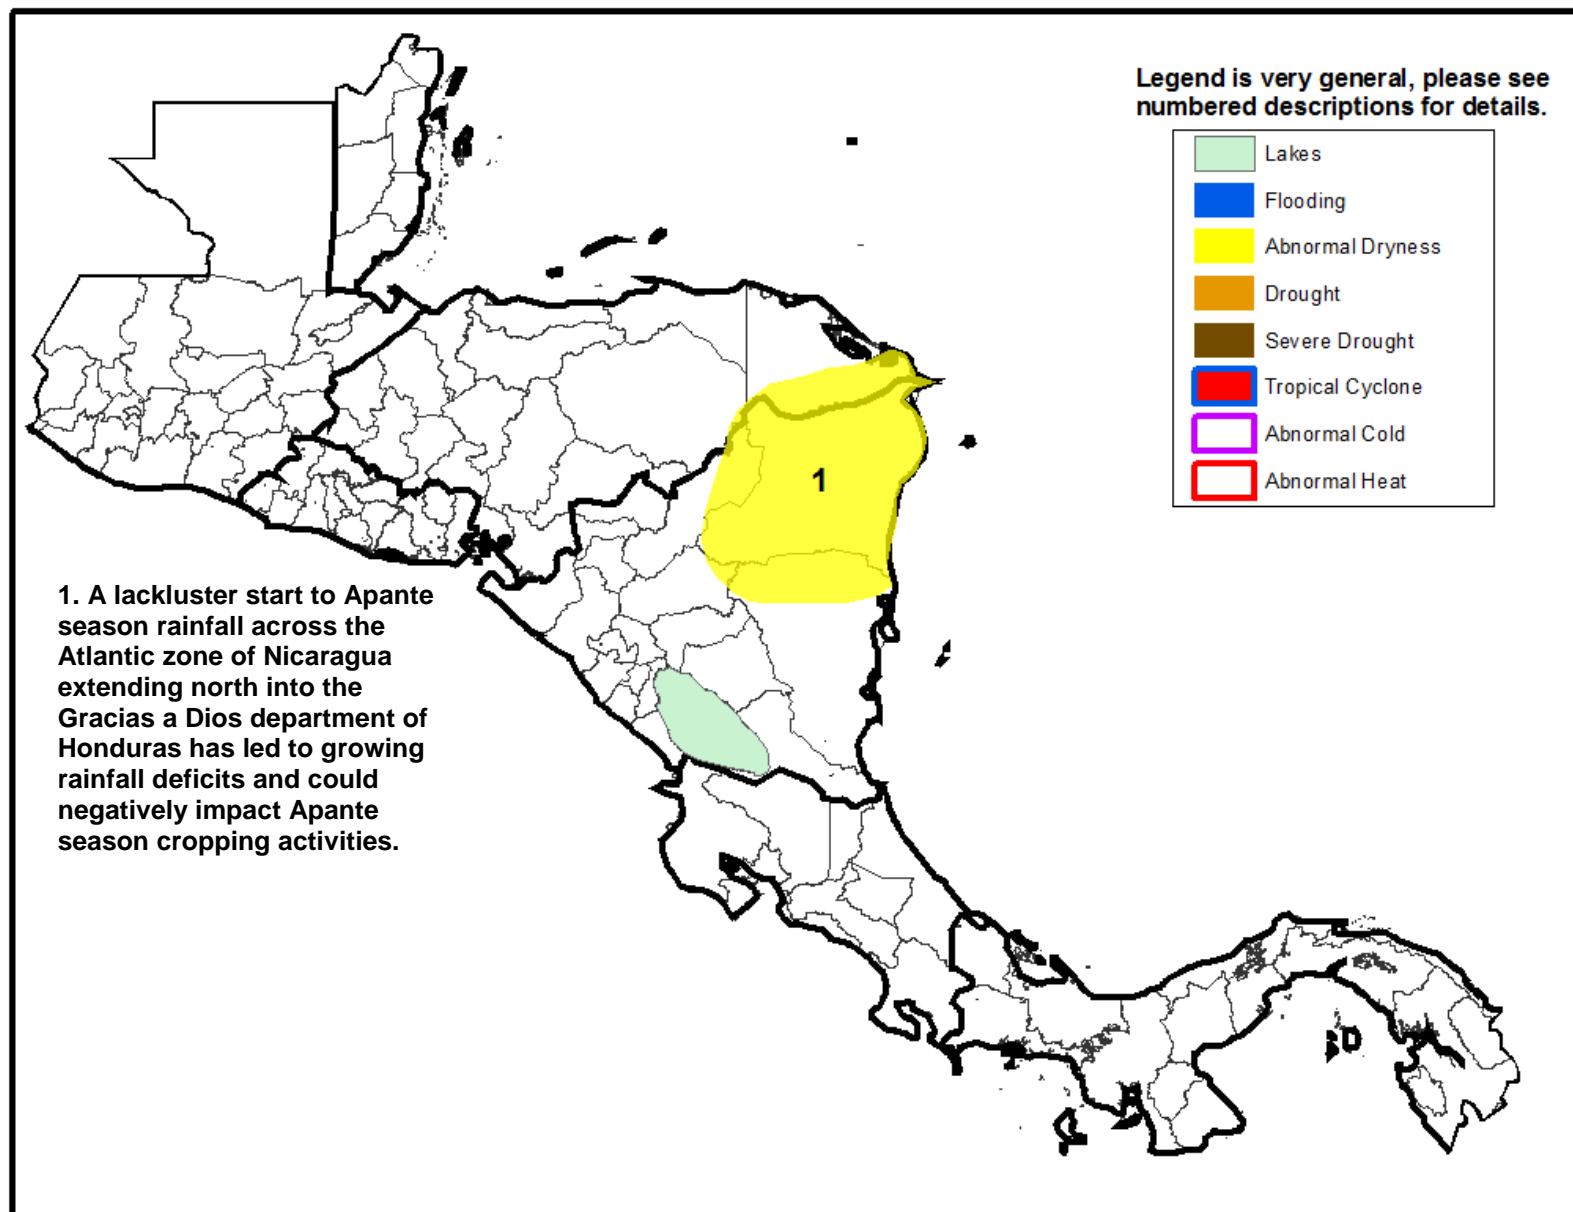 Legend is very general, please see
numbered descriptions for details.
Lakes
Flooding
Abnormal Dryness
Drought
Severe Drought
Tropical Cyclone
Abnormal Cold
Abnormal Heat
1
1. A lackluster start to Apante
season rainfall across the
Atlantic zone of Nicaragua
extending north into the
Gracias a Dios department of
Honduras has led to growing
rainfall deficits and could
negatively impact Apante
season cropping activities.